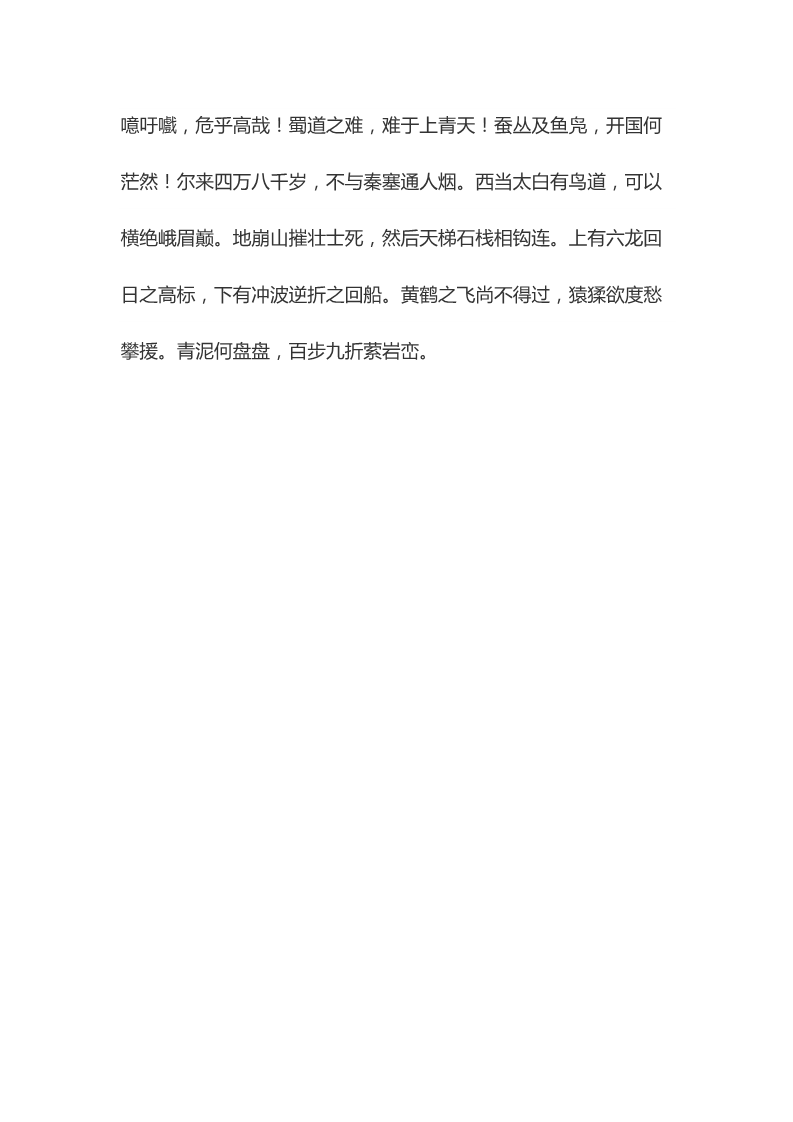 噫吁嚱，危乎高哉！蜀道之难，难于上青天！蚕丛及鱼凫，开国何
茫然！尔来四万八千岁，不与秦塞通人烟。西当太白有鸟道，可以
横绝峨眉巅。地崩山摧壮士死，然后天梯石栈相钩连。上有六龙回
日之高标，下有冲波逆折之回船。黄鹤之飞尚不得过，猿猱欲度愁
攀援。青泥何盘盘，百步九折萦岩峦。